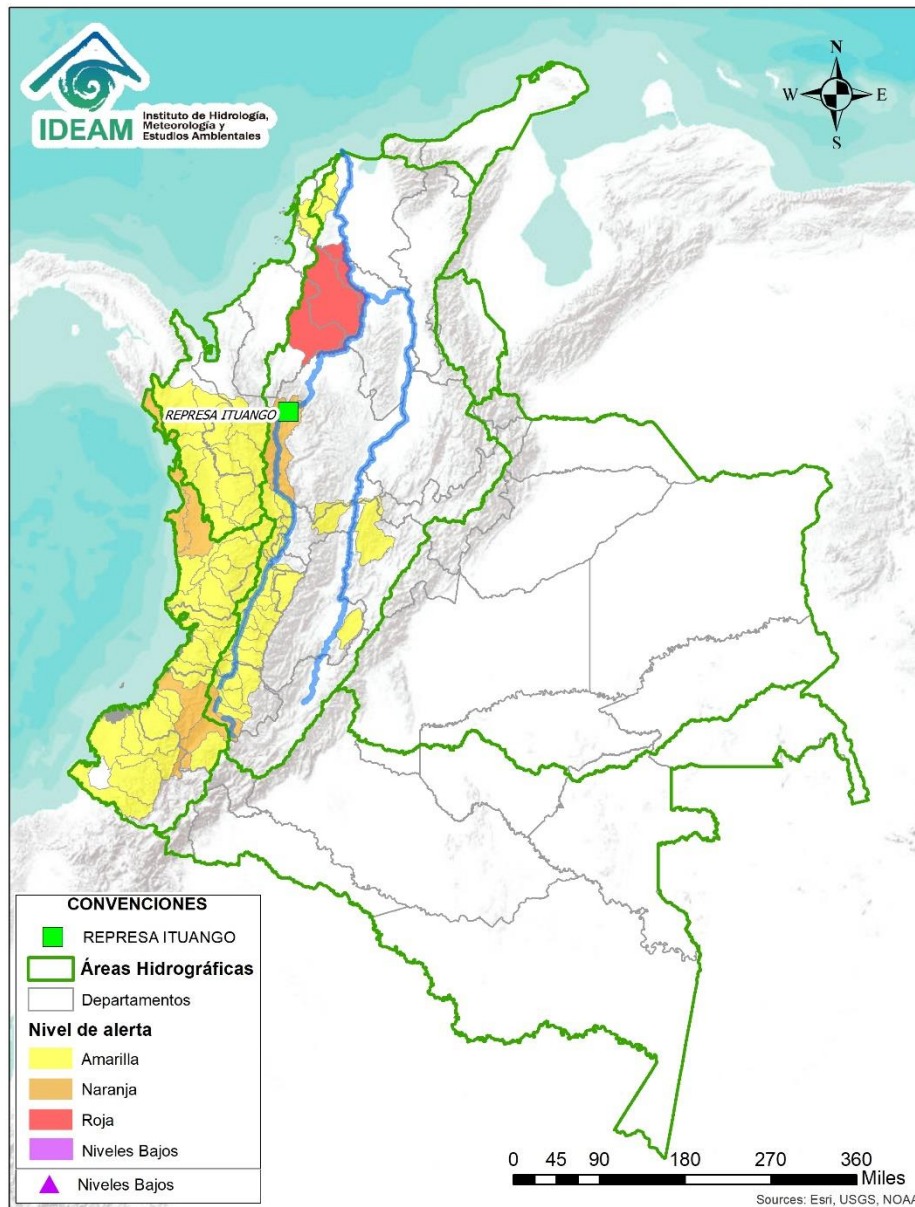 IDEAM
Instituto de Hidrología,
Meteorología y
Estudios Ambientales
N
W
E
S
REPRESA ITUANGO
CONVENCIONES
REPRESA ITUANGO
Áreas Hidrográficas
Departamentos
Nivel de alerta
Amarilla
Naranja
Roja
Niveles Bajos
Niveles Bajos
0 45 90 180 270 360
Miles
Sources: Esri, USGS, NOAA